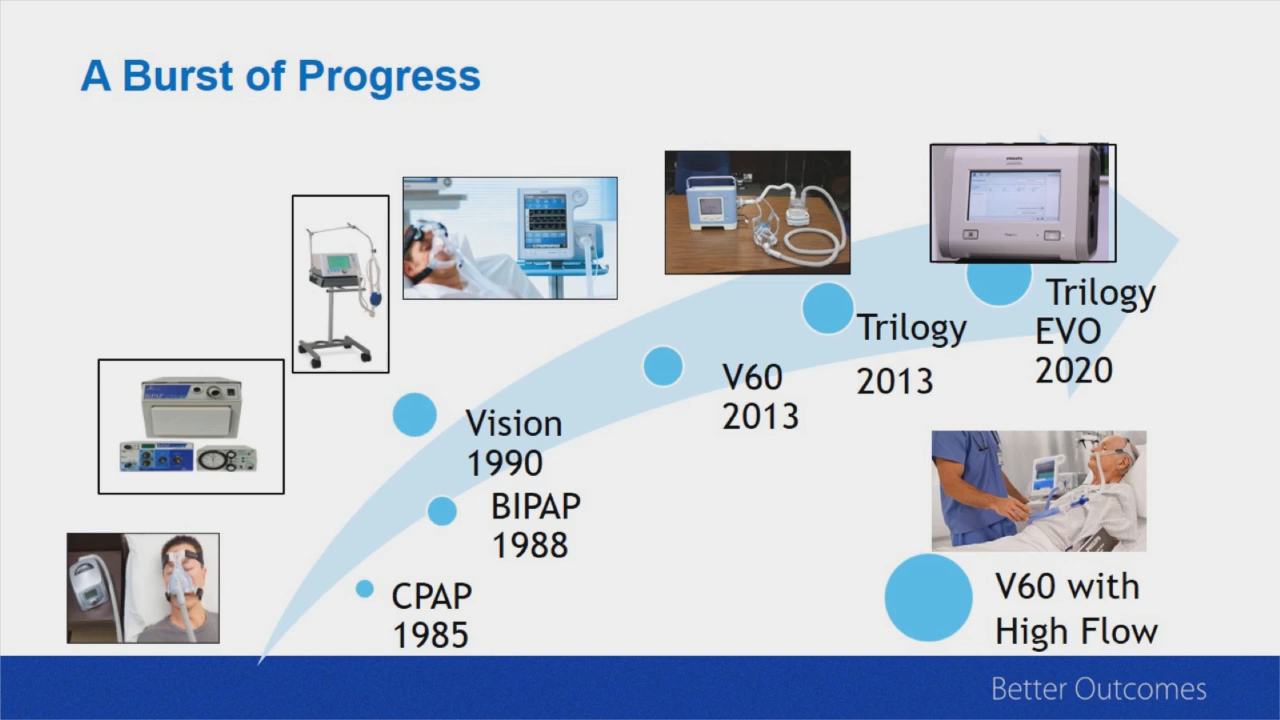 A Burst of Progress
CPAP
1985
BIPAP
1988
Vision
1990
V60
2013
Trilogy
2013
Trilogy
EVO
2020
V60 with
High Flow
Better Outcomes